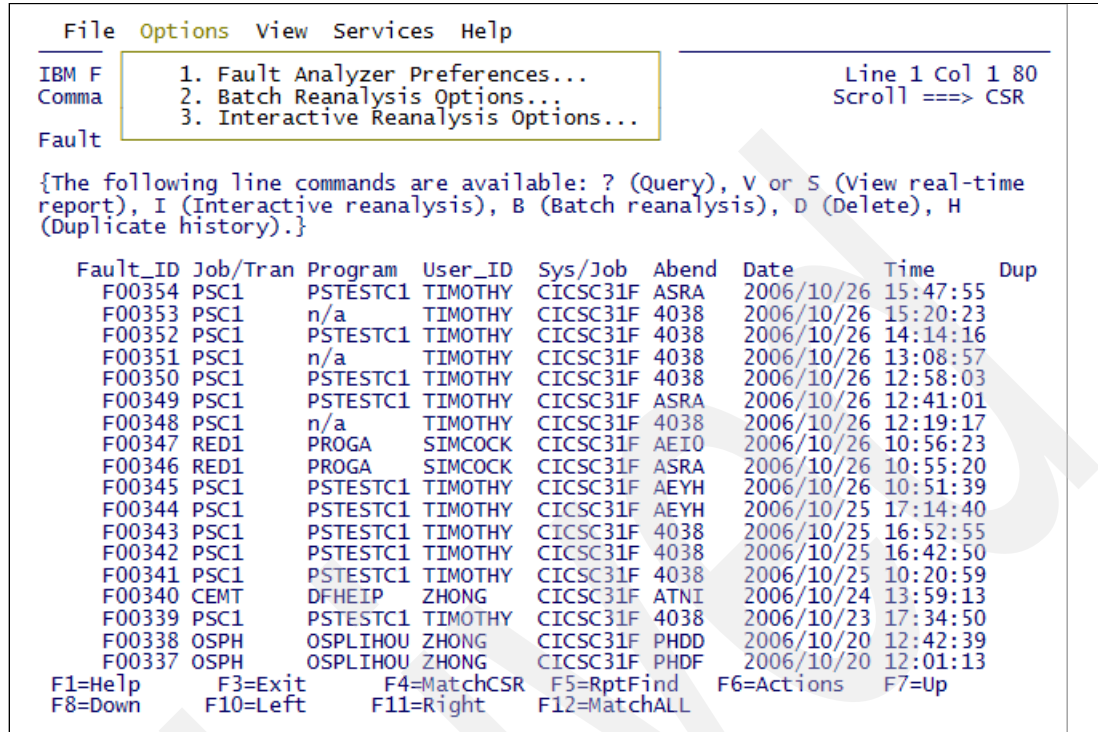 File Options View Services Help
1. Fault Analyzer Preferences...
2. Batch Reanalysis Options...
3. Interactive Reanalysis Options...
IBM F Line 1 Col 1 80
Comma Scroll ===> CSR
Fault
{The following line commands are available: ? (Query), V or S (View real-time
report), I (Interactive reanalysis), B (Batch reanalysis), D (Delete), H
(Duplicate history).}
Fault_ID Job/Tran Program User_ID Sys/Job Abend Date Time Dup
F00354 PSC1 PSTESTC1 TIMOTHY CICSC31F ASRA 2006/10/26 15:47:55
F00353 PSC1 n/a TIMOTHY CICSC31F 4038 2006/10/26 15:20:23
F00352 PSC1 PSTESTC1 TIMOTHY CICSC31F 4038 2006/10/26 14:14:16
F00351 PSC1 n/a TIMOTHY CICSC31F 4038 2006/10/26 13:08:57
F00350 PSC1 PSTESTC1 TIMOTHY CICSC31F 4038 2006/10/26 12:58:03
F00349 PSC1 PSTESTC1 TIMOTHY CICSC31F ASRA 2006/10/26 12:41:01
F00348 PSC1 n/a TIMOTHY CICSC31F 4038 2006/10/26 12:19:17
F00347 RED1 PROGA SIMCOCK CICSC31F AEI0 2006/10/26 10:56:23
F00346 RED1 PROGA SIMCOCK CICSC31F ASRA 2006/10/26 10:55:20
F00345 PSC1 PSTESTC1 TIMOTHY CICSC31F AEYH 2006/10/26 10:51:39
F00344 PSC1 PSTESTC1 TIMOTHY CICSC31F AEYH 2006/10/25 17:14:40
F00343 PSC1 PSTESTC1 TIMOTHY CICSC31F 4038 2006/10/25 16:52:55
F00342 PSC1 PSTESTC1 TIMOTHY CICSC31F 4038 2006/10/25 16:42:50
F00341 PSC1 PSTESTC1 TIMOTHY CICSC31F 4038 2006/10/25 10:20:59
F00340 CEMT DFHEIP ZHONG CICSC31F ATNI 2006/10/24 13:59:13
F00339 PSC1 PSTESTC1 TIMOTHY CICSC31F 4038 2006/10/23 17:34:50
F00338 OSPH OSPLIHOU ZHONG CICSC31F PHDD 2006/10/20 12:42:39
F00337 OSPH OSPLIHOU ZHONG CICSC31F PHDF 2006/10/20 12:01:13
F1=Help F3=Exit F4=MatchCSR F5=RptFind F6=Actions F7=Up
F8=Down F10=Left F11=Right F12=MatchALL